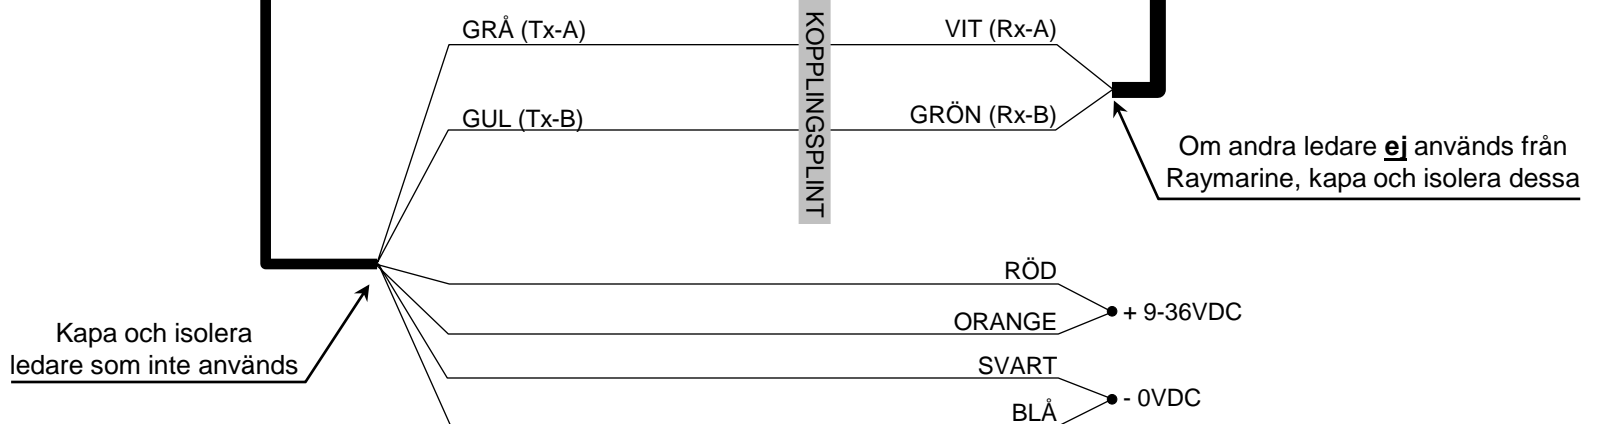 GRÅ (Tx-A)
VIT (Rx-A)
KOPPLINGSPLINT
GUL (Tx-B)
GRÖN (Rx-B)
Om andra ledare ej används från
Raymarine, kapa och isolera dessa
RÖD
+ 9-36VDC
ORANGE
Kapa och isolera
ledare som inte används
SVART
- 0VDC
BLÅ